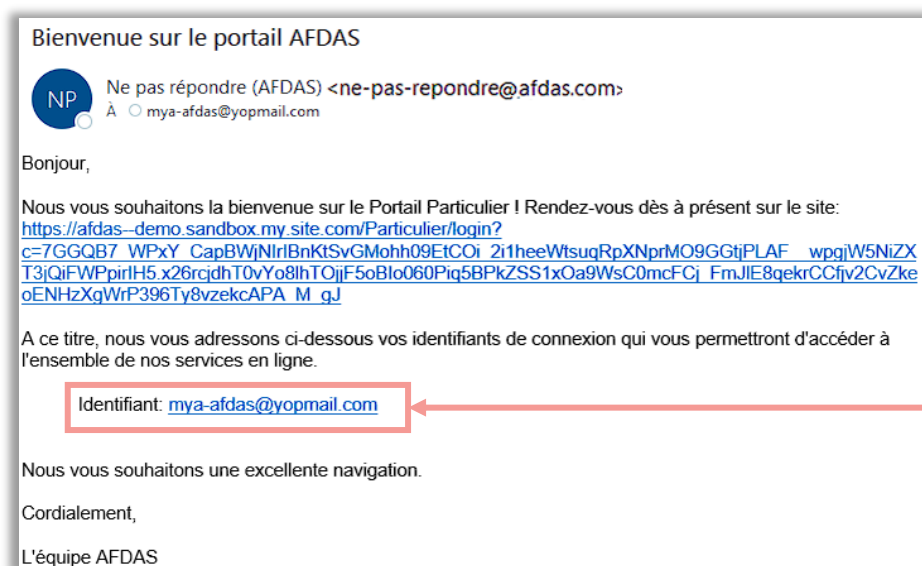 Bienvenue sur le portail AFDAS
NP
Ne pas répondre (AFDAS) <ne-pas-repondre@afdas.com>
À mya-afdas@yopmail.com
Bonjour,
Nous vous souhaitons la bienvenue sur le Portail Particulier ! Rendez-vous dès à présent sur le site:
https://afdas--demo.sandbox.my.site.com/Particulier/login?
c=7GGQB7_WPxY_CapBWjNIrlBnKtSvGMohh09EtCOi_2i1heeWtsuqRpXNprMO9GGtjPLAF__wpgjW5NiZX
T3jQiFWPpirIH5.x26rcjdhT0vYo8lhTOjjF5oBIo060Piq5BPkZSS1xOa9WsC0mcFCj_FmJlE8qekrCCfjv2CvZke
oENHzXgWrP396Ty8vzekcAPA_M_gJ
A ce titre, nous vous adressons ci-dessous vos identifiants de connexion qui vous permettront d'accéder à
l'ensemble de nos services en ligne.
Identifiant: mya-afdas@yopmail.com
Nous vous souhaitons une excellente navigation.
Cordialement,
L'équipe AFDAS